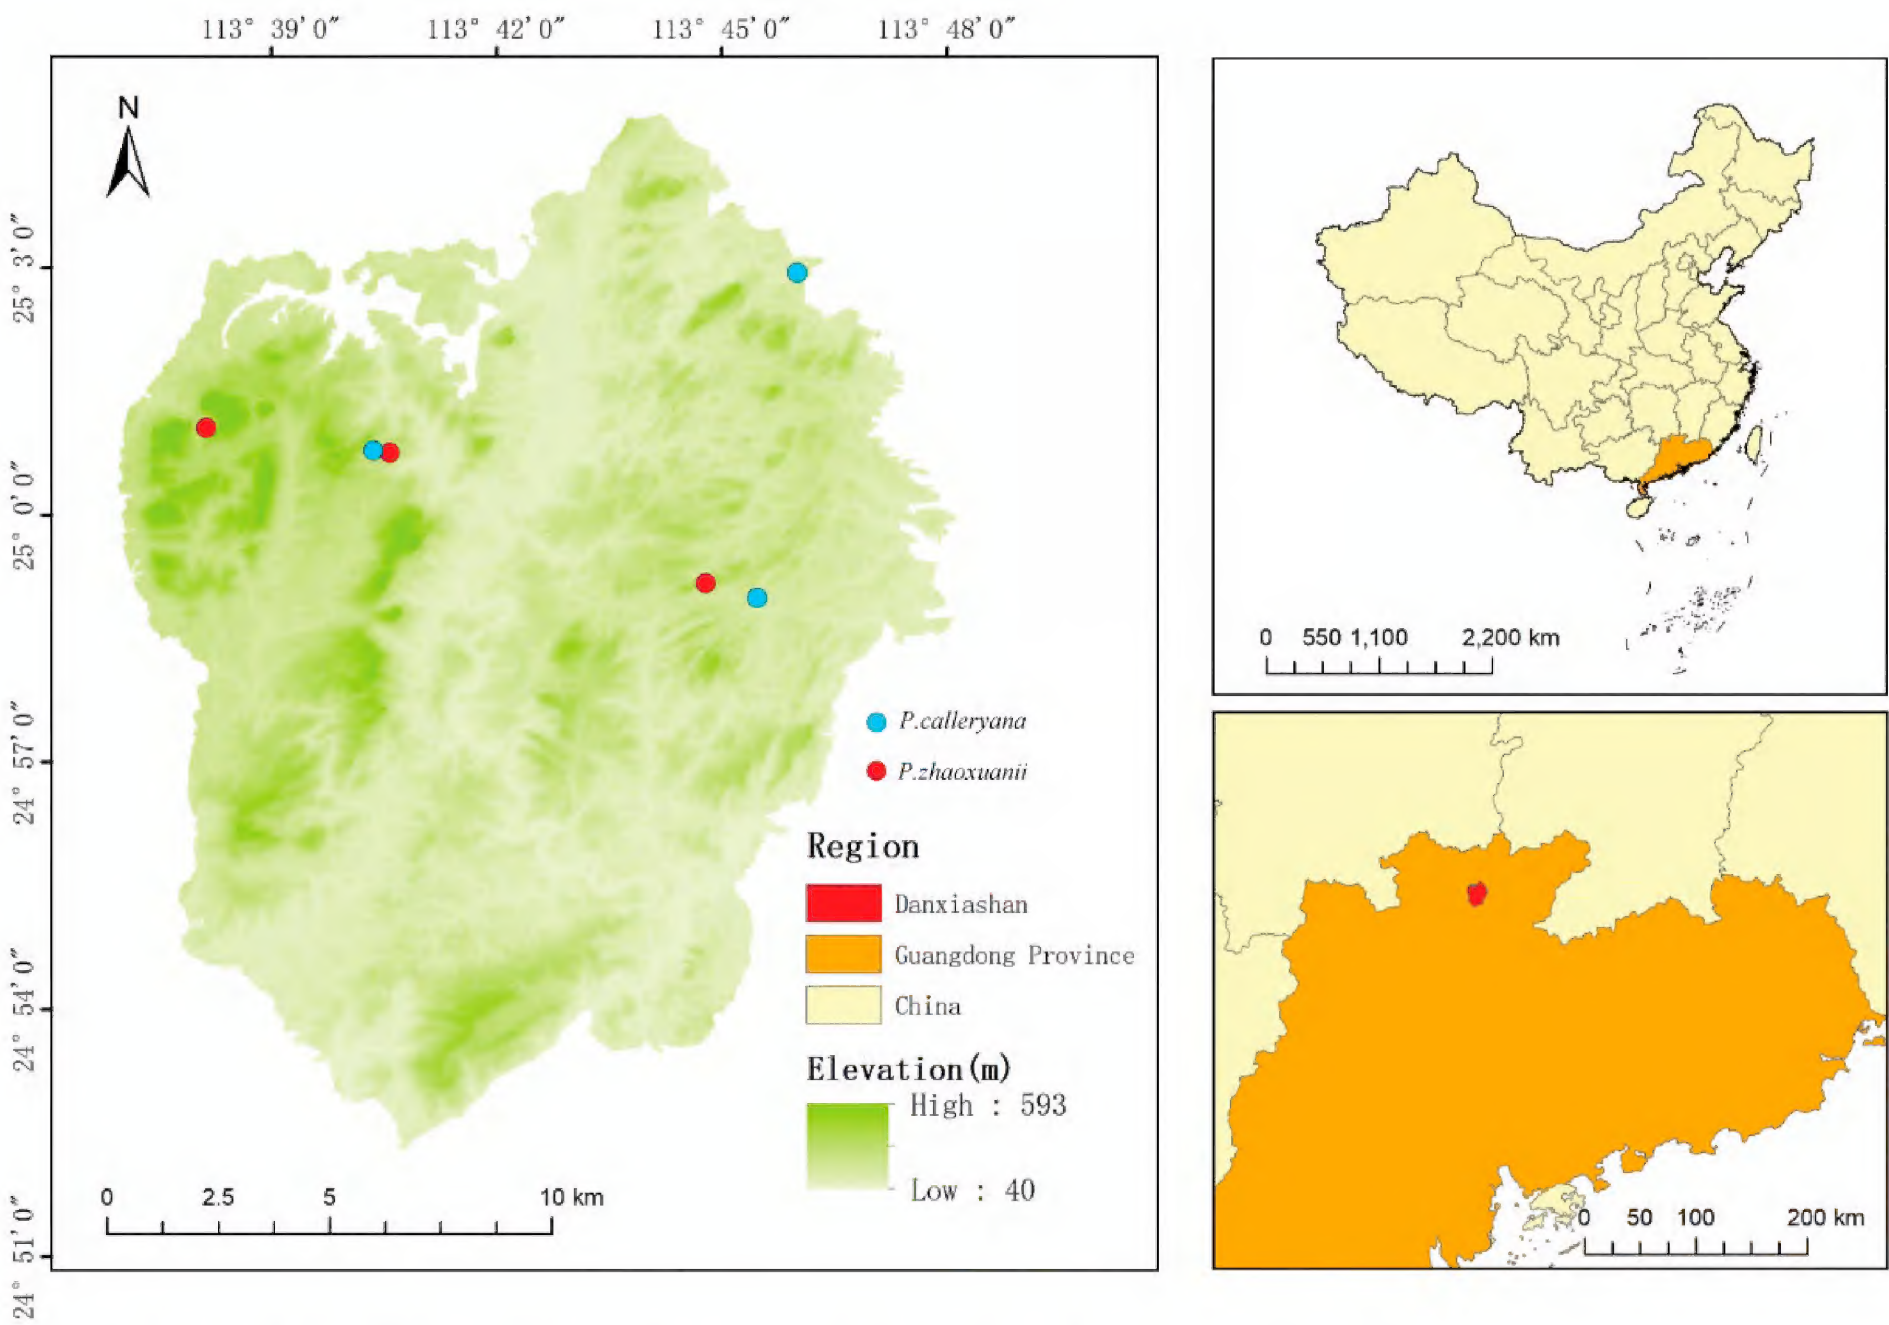 113° 39′ 0″ 113° 42′ 0″ 113° 45′ 0″ 113° 48′ 0″
N
25° 3′ 0″
25° 0′ 0″
24° 57′ 0″
24° 54′ 0″
24° 51′ 0″
P.calleryana
P.zhaoxuanii
Region
Danxiashan
Guangdong Province
China
Elevation(m)
High : 593
Low : 40
0 2.5 5 10 km
0 550 1,100 2,200 km
0 50 100 200 km